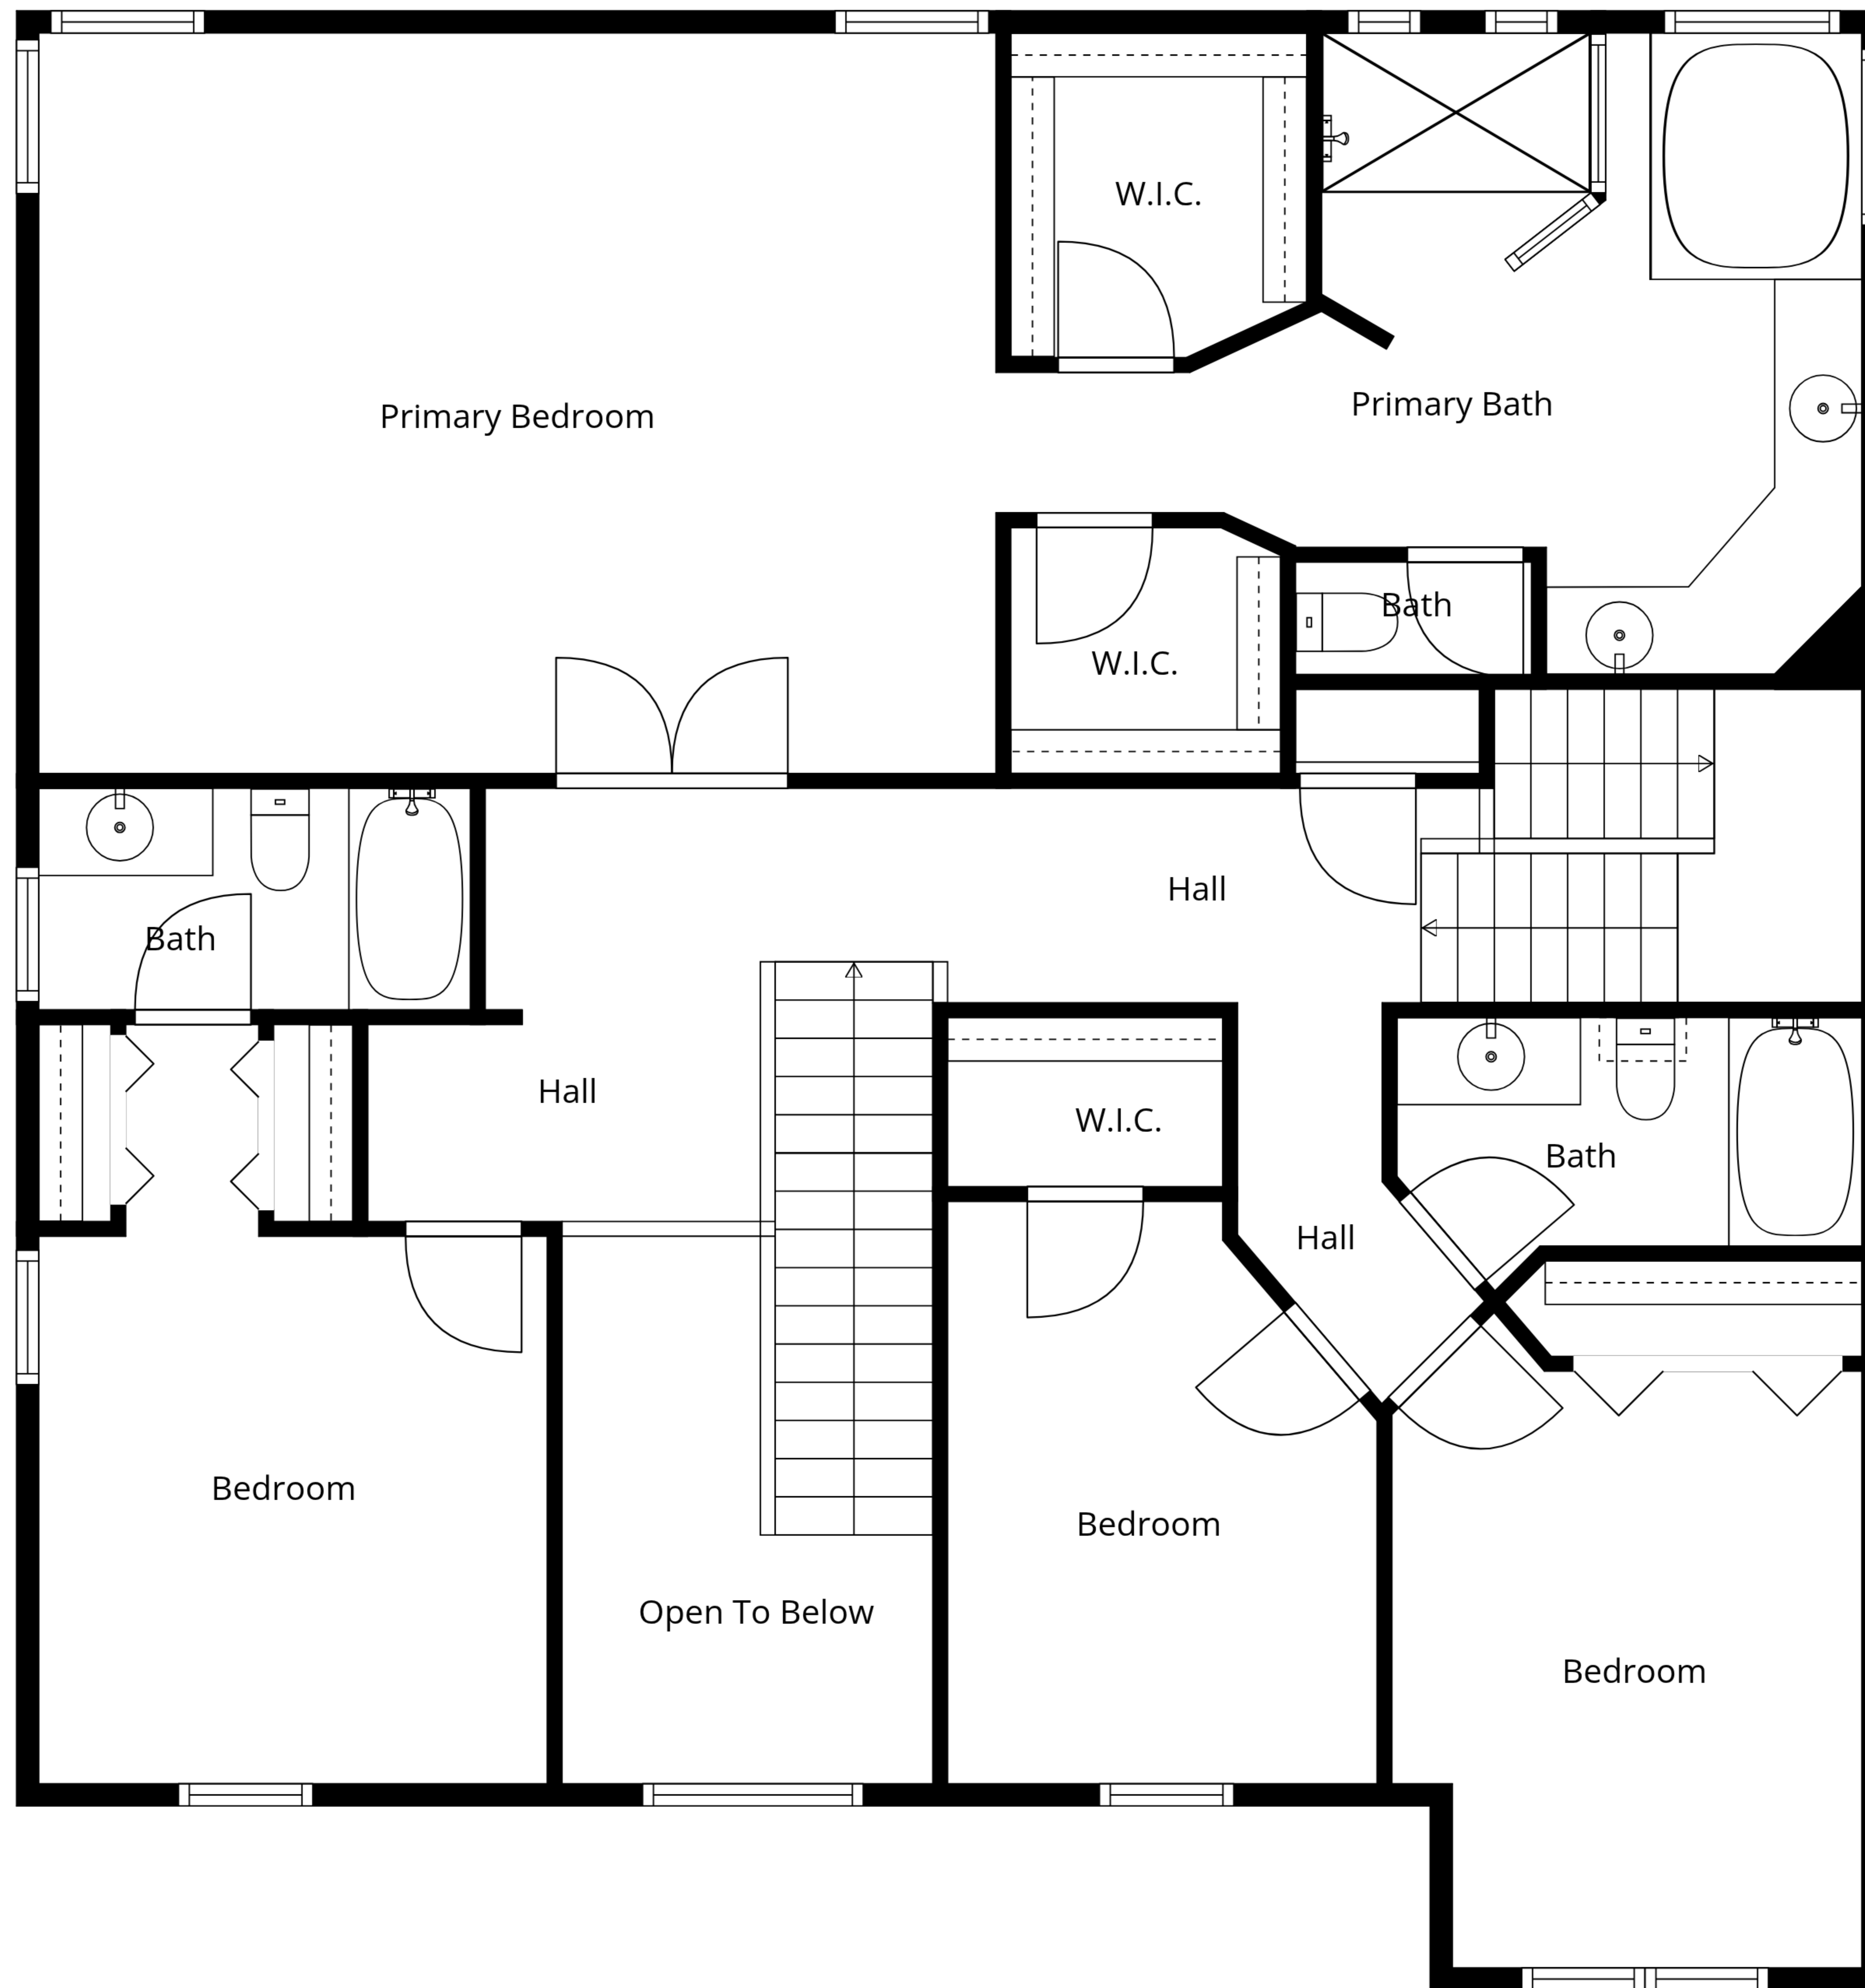 W.I.C.
Primary Bedroom
Primary Bath
Bath
W.I.C.
Hall
Bath
Hall
W.I.C.
Bath
Hall
Bedroom
Bedroom
Open To Below
Bedroom